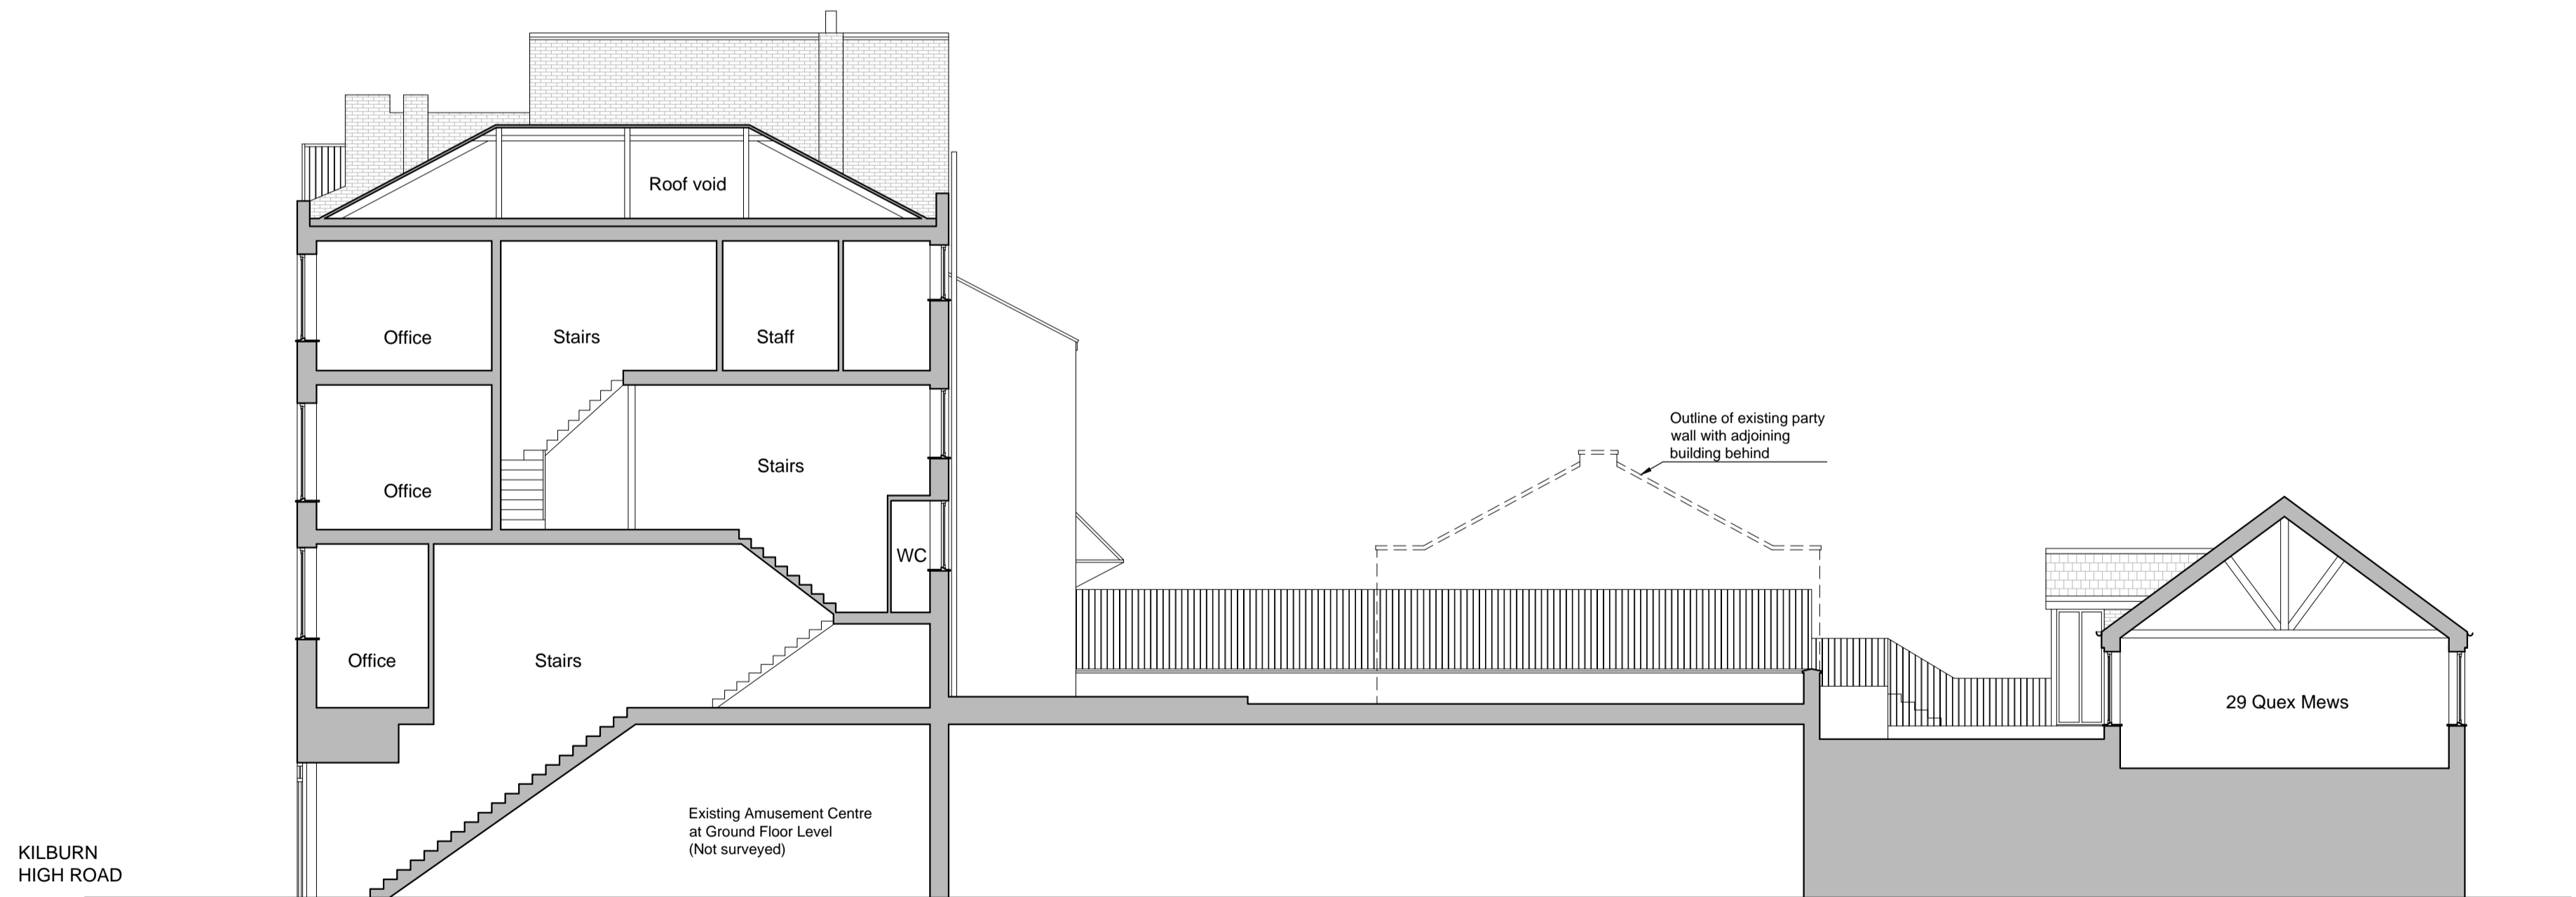 Roof void
Office
Stairs
Staff
Outline of existing party
wall with adjoining
building behind
Stairs
Office
WC
Office
Stairs
29 Quex Mews
Existing Amusement Centre
at Ground Floor Level
(Not surveyed)
KILBURN
HIGH ROAD